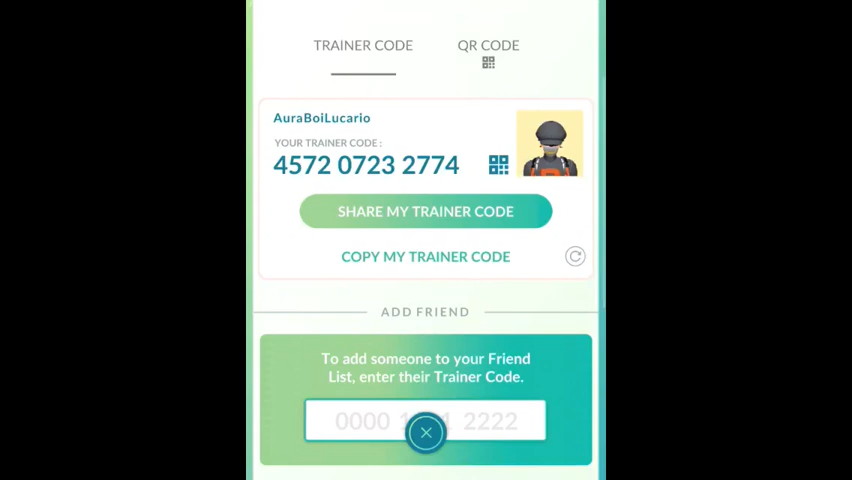 TRAINER CODE
QR CODE
AuraBoiLucario
YOUR TRAINER CODE :
4572 0723 2774
SHARE MY TRAINER CODE
COPY MY TRAINER CODE
ADD FRIEND
To add someone to your Friend
List, enter their Trainer Code.
0000 2222